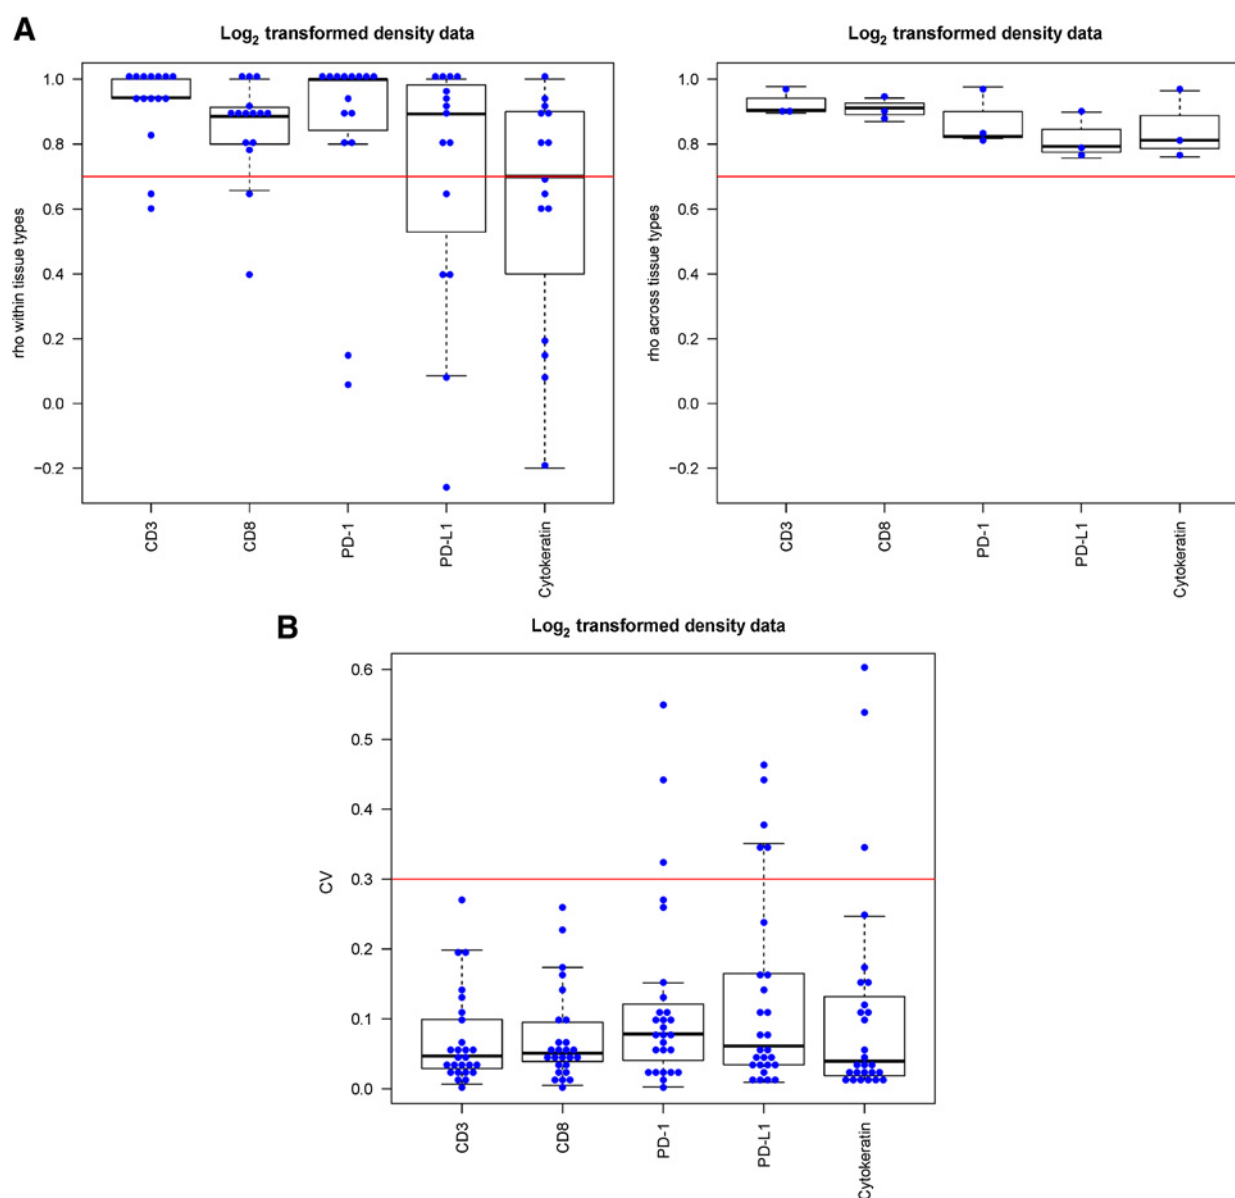 A
Log2 transformed density data
rho within tissue types
1.0
0.8
0.6
0.4
0.2
0.0
−0.2
CD3
CD8
PD-1
PD-L1
Cytokeratin
Log2 transformed density data
rho across tissue types
1.0
0.8
0.6
0.4
0.2
0.0
−0.2
CD3
CD8
PD-1
PD-L1
Cytokeratin
B
Log2 transformed density data
CV
0.6
0.5
0.4
0.3
0.2
0.1
0.0
CD3
CD8
PD-1
PD-L1
Cytokeratin